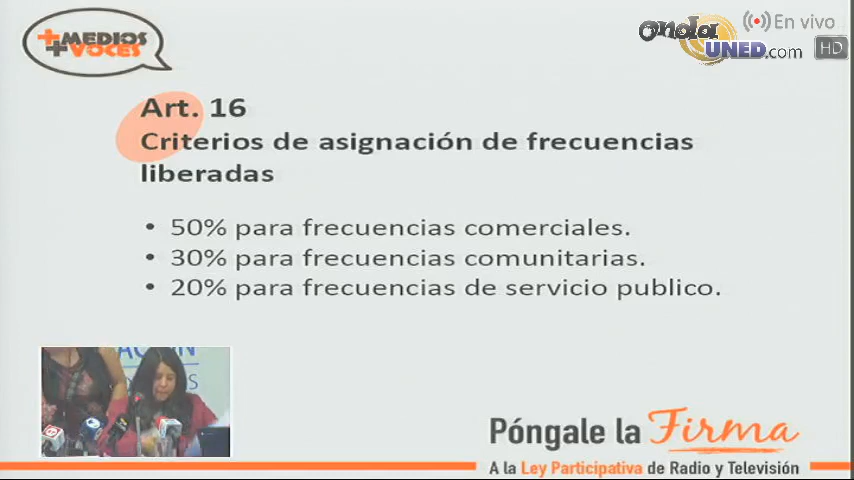 +MEDIOS
+VOCES
onda
UNED.com
En vivo
HD
Art. 16
Criterios de asignación de frecuencias
liberadas
• 50% para frecuencias comerciales.
• 30% para frecuencias comunitarias.
• 20% para frecuencias de servicio publico.
Póngale la Firma
A la Ley Participativa de Radio y Televisión